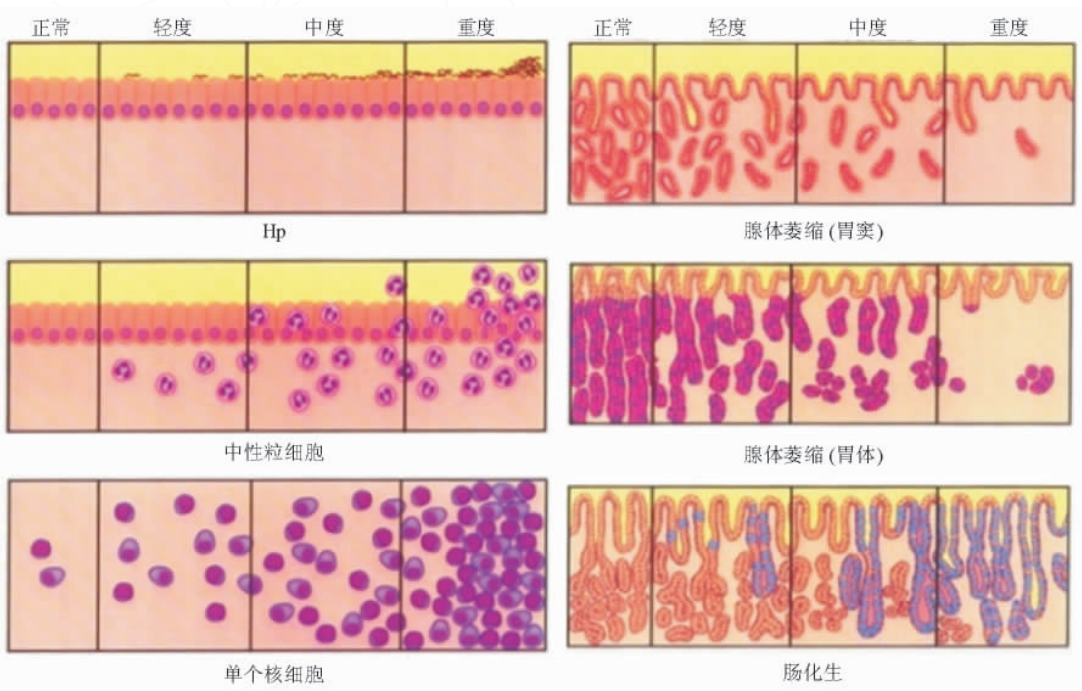 正常 轻度 中度 重度
正常 轻度 中度 重度
Hp
腺体萎缩 (胃窦)
中性粒细胞
腺体萎缩 (胃体)
单个核细胞
肠化生